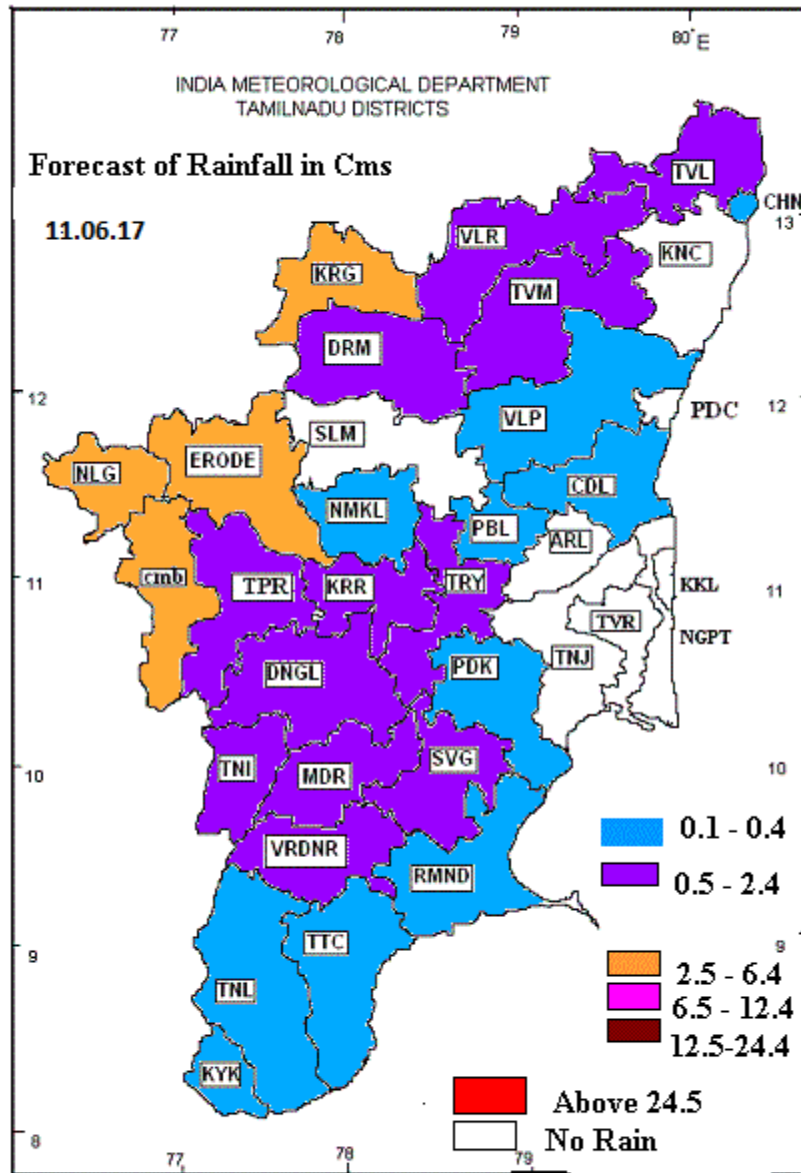 77 78 79 80°E
INDIA METEOROLOGICAL DEPARTMENT
TAMILNADU DISTRICTS
Forecast of Rainfall in Cms
11.06.17
TVL
CHN
13
VLR
KNC
KRG
TVM
DRM
12
12
PDC
VLP
SLM
ERODE
NLG
CDL
NMKL
PBL
ARL
11
cmb
TPR
KRR
TRY
KKL
11
TVR
NGPT
TNJ
DNGL
PDK
10
TNI
MDR
SVG
10
0.1 - 0.4
VRDNR
RMND
0.5 - 2.4
9
TTC
9
2.5 - 6.4
TNL
6.5 - 12.4
12.5-24.4
KYK
Above 24.5
No Rain
8
77 78 79